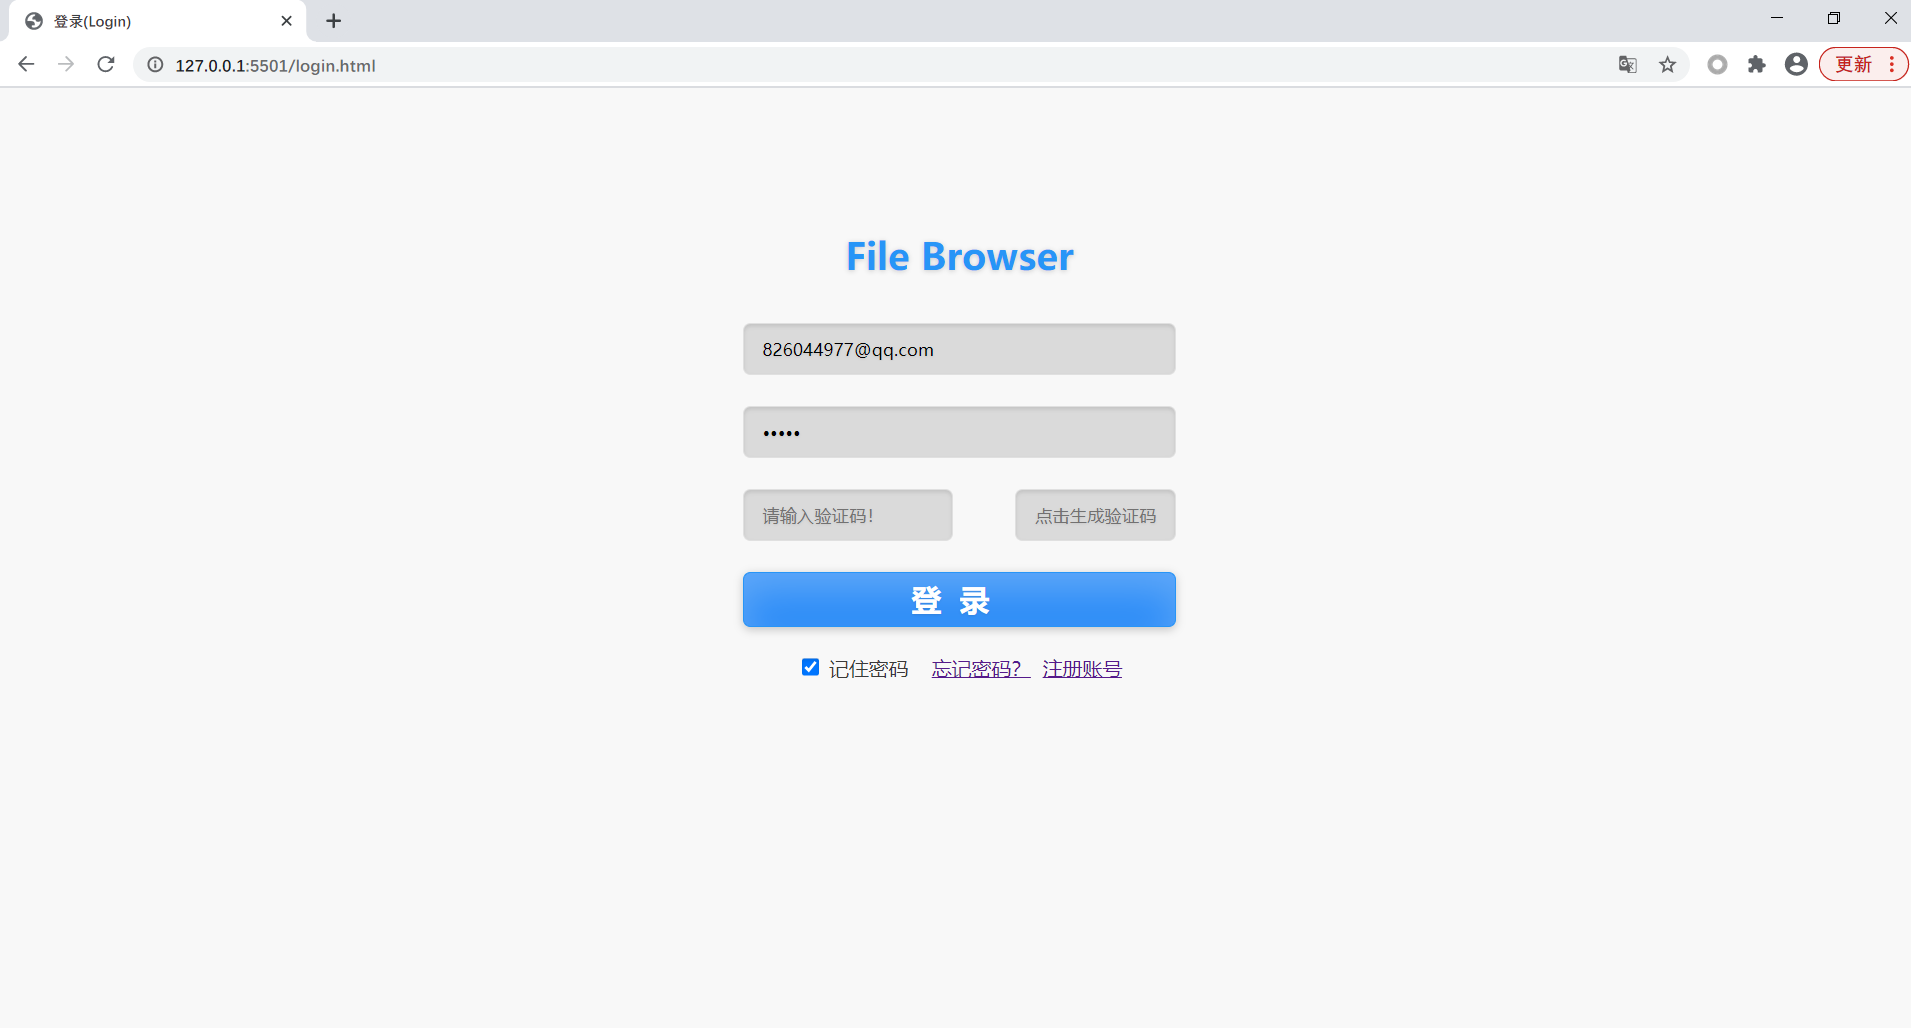 登录(Login)
127.0.0.1:5501/login.html
更新
File Browser
826044977@qq.com
•••••
请输入验证码!
点击生成验证码
登 录
记住密码 忘记密码? 注册账号